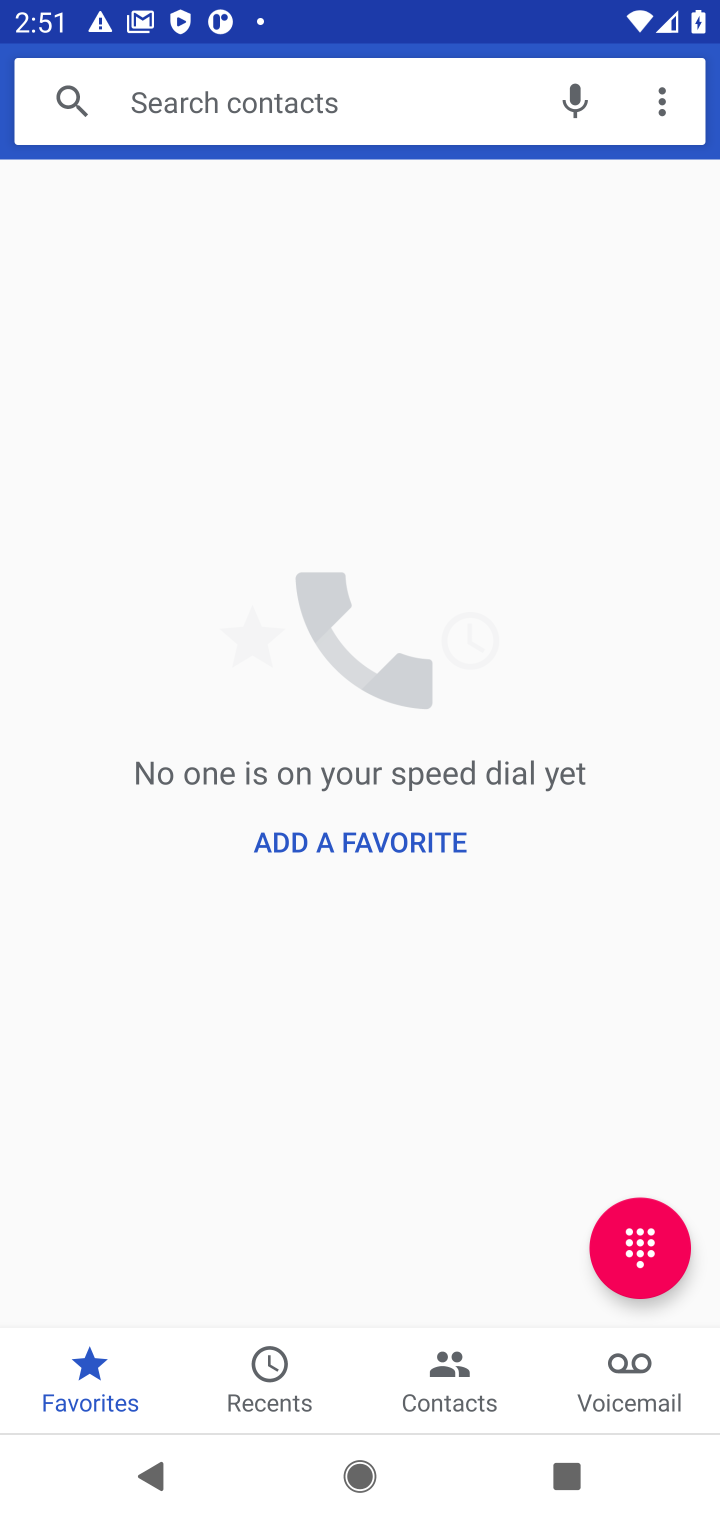 2:51
Search contacts
No one is on your speed dial yet
ADD A FAVORITE
Favorites
Recents
Contacts
Voicemail